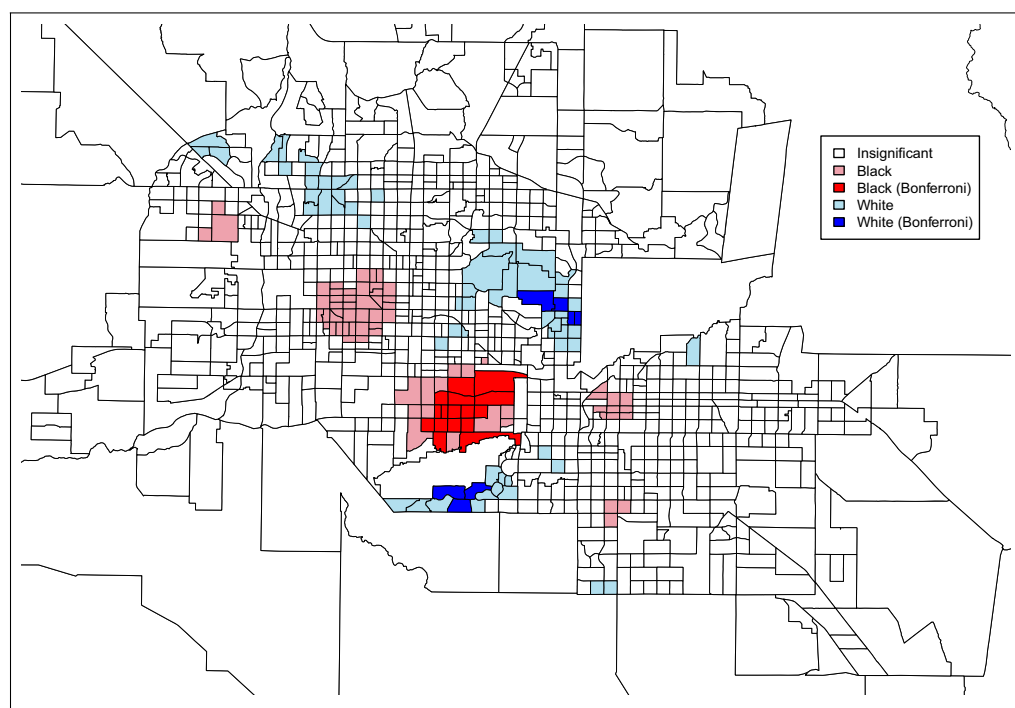 Insignificant
Black
Black (Bonferroni)
White
White (Bonferroni)